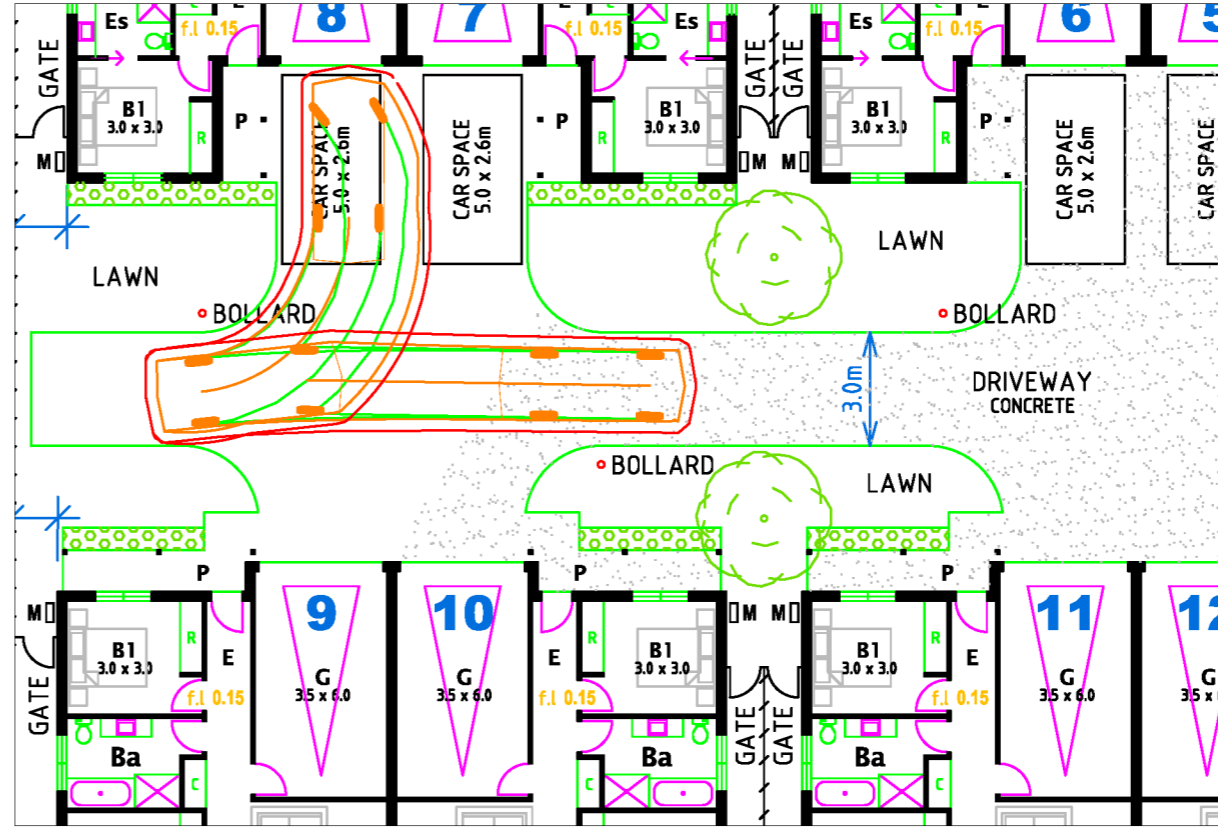 8
7
6
5
Es
E
f.l 0.15
f.l 0.15
Es
Es
f.l 0.15
E
GATE
GATE
GATE
B1
3.0 x 3.0
R
P
M
CAR SPACE
5.0 x 2.6m
CAR SPACE
5.0 x 2.6m
P
R
B1
3.0 x 3.0
M
M
B1
3.0 x 3.0
R
P
CAR SPACE
5.0 x 2.6m
CAR SPACE
LAWN
LAWN
BOLLARD
BOLLARD
3.0m
DRIVEWAY
CONCRETE
BOLLARD
LAWN
P
P
P
M
M
M
B1
3.0 x 3.0
R
E
f.l 0.15
9
G
3.5 x 6.0
10
G
3.5 x 6.0
E
f.l 0.15
R
B1
3.0 x 3.0
B1
3.0 x 3.0
R
E
f.l 0.15
11
G
3.5 x 6.0
12
G
3.5 x
GATE
GATE
GATE
Ba
C
C
Ba
Ba
C